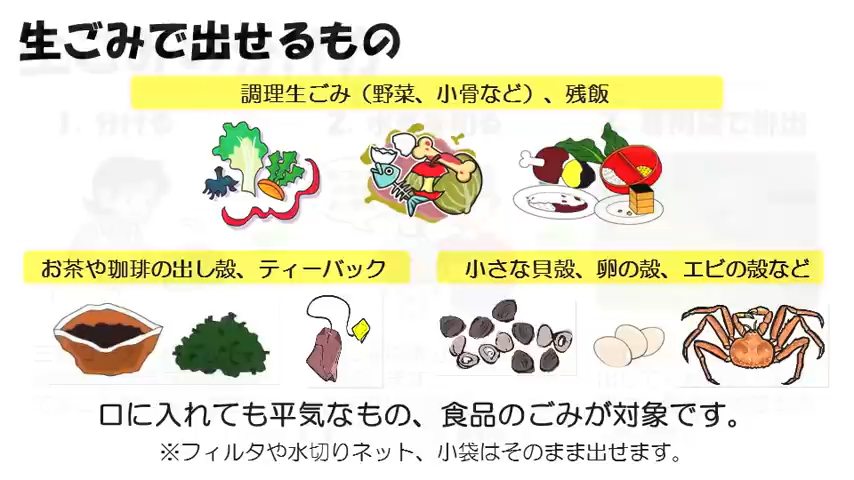 生ごみで出せるもの
調理生ごみ（野菜、小骨など）、残飯
お茶や珈琲の出し殻、ティーバック
小さな貝殻、卵の殻、エビの殻など
口に入れても平気なもの、食品のごみが対象です。
※フィルタや水切りネット、小袋はそのまま出せます。